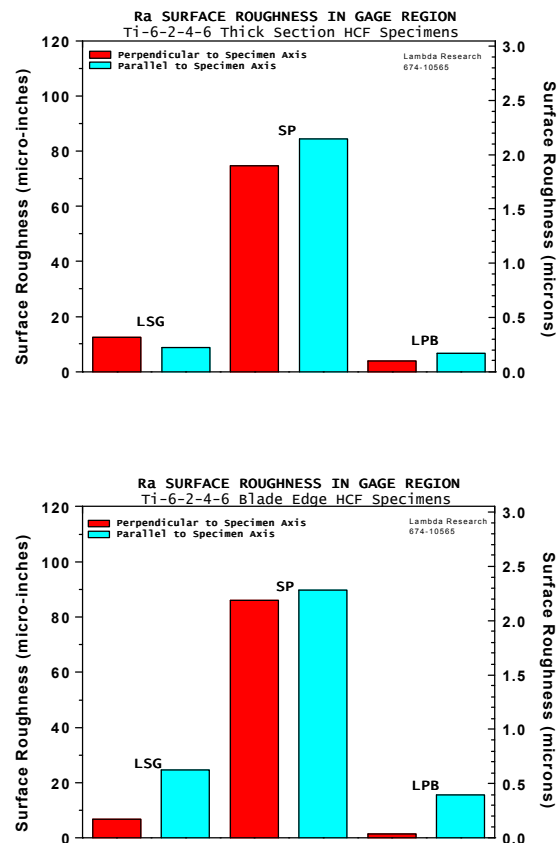 Ra SURFACE ROUGHNESS IN GAGE REGION
Ti-6-2-4-6 Thick Section HCF Specimens
Perpendicular to Specimen Axis
Parallel to Specimen Axis
Lambda Research
674-10565
Surface Roughness (micro-inches)
120
100
80
60
40
20
0
LSG
SP
LPB
3.0
2.5
2.0
1.5
1.0
0.5
0.0
Surface Roughness (microns)
Ra SURFACE ROUGHNESS IN GAGE REGION
Ti-6-2-4-6 Blade Edge HCF Specimens
Perpendicular to Specimen Axis
Parallel to Specimen Axis
Lambda Research
674-10565
Surface Roughness (micro-inches)
120
100
80
60
40
20
0
LSG
SP
LPB
3.0
2.5
2.0
1.5
1.0
0.5
0.0
Surface Roughness (microns)